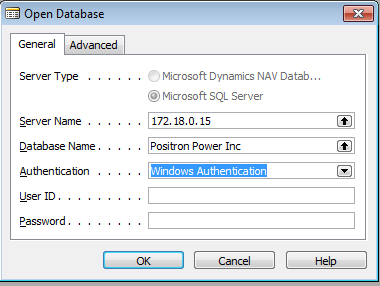 Open Database
General Advanced
Server Type . . . . . . Microsoft Dynamics NAV Datab...
Microsoft SQL Server
Server Name . . . . . . 172.18.0.15
Database Name . . . . . Positron Power Inc
Authentication . . . . . Windows Authentication
User ID . . . . . . . . .
Password . . . . . . . .
OK Cancel Help